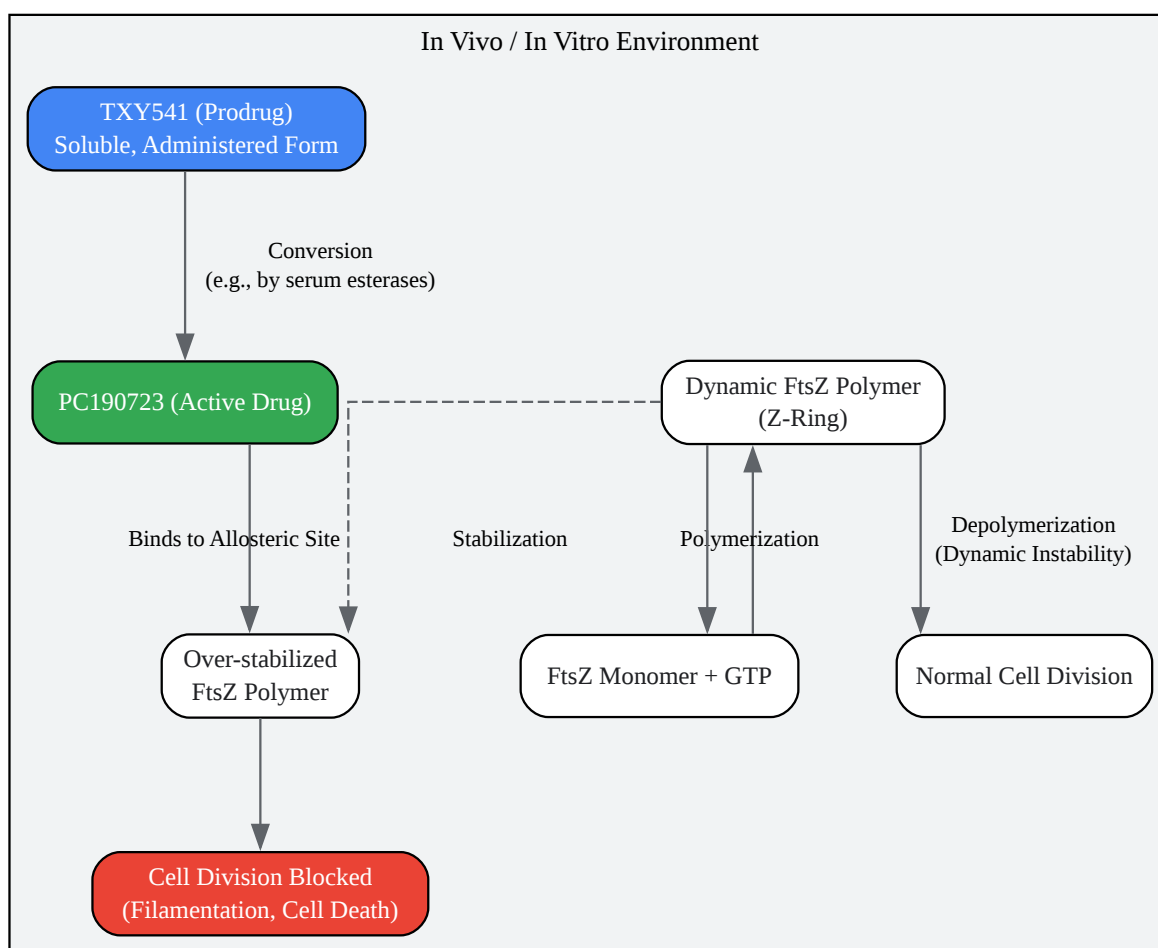 In Vivo / In Vitro Environment
TXY541 (Prodrug)
Soluble, Administered Form
Conversion
(e.g., by serum esterases)
PC190723 (Active Drug)
Dynamic FtsZ Polymer
(Z-Ring)
Binds to Allosteric Site
Stabilization
Polymerization
Depolymerization
(Dynamic Instability)
Over-stabilized
FtsZ Polymer
FtsZ Monomer + GTP
Normal Cell Division
Cell Division Blocked
(Filamentation, Cell Death)